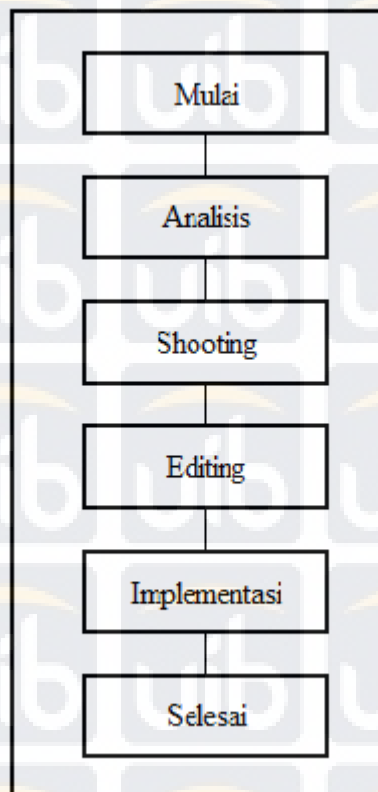 Mulai
Analisis
Shooting
Editing
Implementasi
Selesai